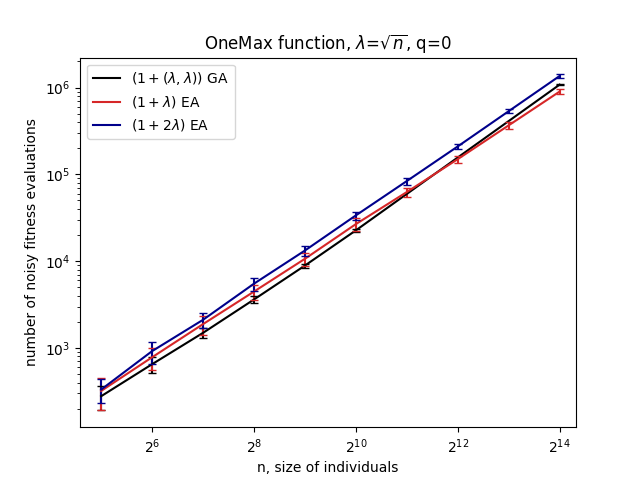 OneMax function, λ=√n, q=0
(1 + (λ, λ)) GA
(1 + λ) EA
(1 + 2λ) EA
number of noisy fitness evaluations
10⁶
10⁵
10⁴
10³
2⁶ 2⁸ 2¹⁰ 2¹² 2¹⁴
n, size of individuals